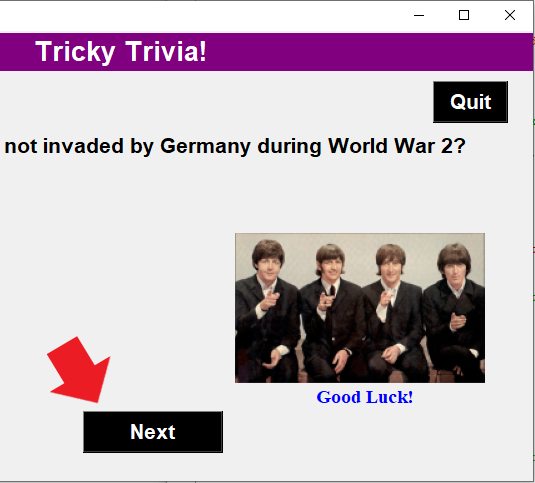 Tricky Trivia!
Quit
not invaded by Germany during World War 2?
Good Luck!
Next